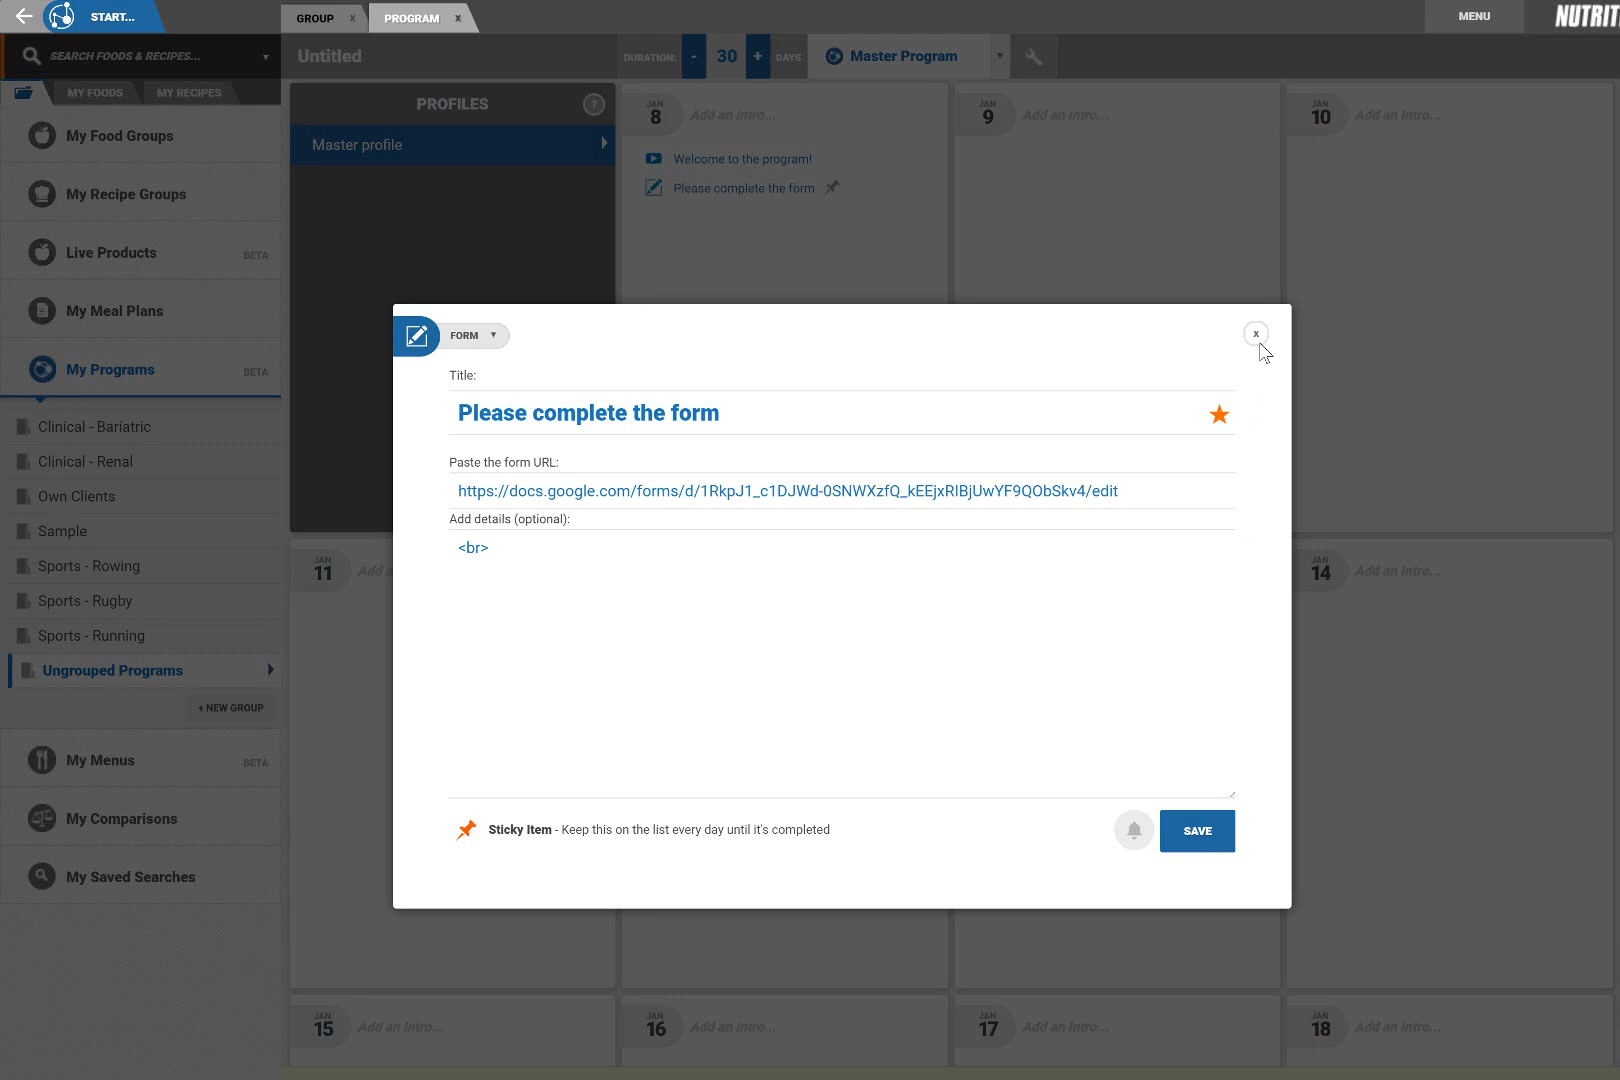 START...
GROUP x
PROGRAM x
MENU
SEARCH FOODS & RECIPES...
Untitled
DURATION: - 30 + DAYS
Master Program
MY FOODS
MY RECIPES
My Food Groups
My Recipe Groups
Live Products BETA
My Meal Plans
My Programs BETA
Clinical - Bariatric
Clinical - Renal
Own Clients
Sample
Sports - Rowing
Sports - Rugby
Sports - Running
Ungrouped Programs
+ NEW GROUP
My Menus BETA
My Comparisons
My Saved Searches
PROFILES ?
Master profile
JAN
8
Add an Intro...
Welcome to the program!
Please complete the form
JAN
9
Add an Intro...
JAN
10
Add an Intro...
FORM
x
Title:
Please complete the form
Paste the form URL:
https://docs.google.com/forms/d/1RkpJ1_c1DJWd-0SNWXzfQ_kEEjxRIBjUwYF9QObSkv4/edit
Add details (optional):
<br>
Sticky Item - Keep this on the list every day until it's completed
SAVE
JAN
11
JAN
14
Add an Intro...
JAN
15
Add an Intro...
JAN
16
Add an Intro...
JAN
17
Add an Intro...
JAN
18
Add an Intro...